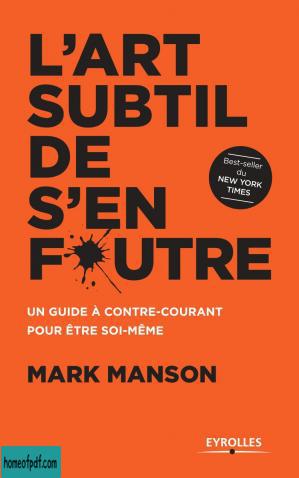 L'ART
SUBTIL
DE
S'EN
F UTRE
Best-seller
du
NEW YORK
TIMES
UN GUIDE À CONTRE-COURANT
POUR ÊTRE SOI-MÊME
MARK MANSON
EYROLLES
homeofpdf.com